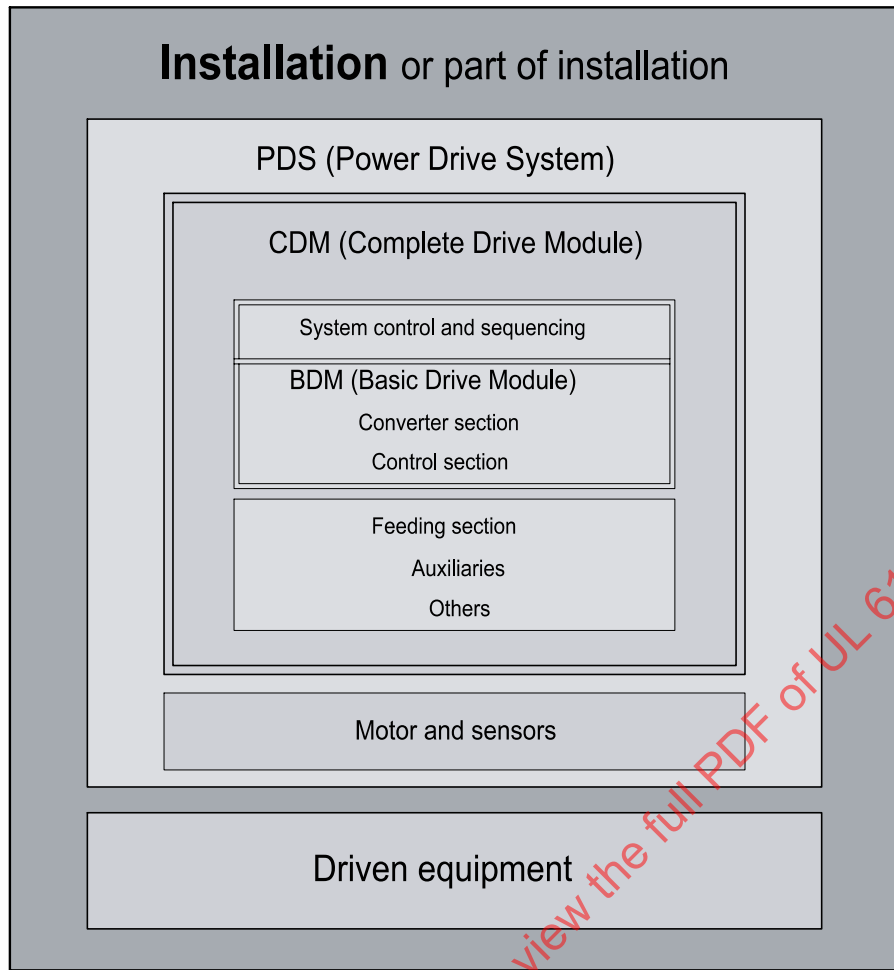 Installation or part of installation
PDS (Power Drive System)
CDM (Complete Drive Module)
System control and sequencing
BDM (Basic Drive Module)
Converter section
Control section
Feeding section
Auxiliaries
Others
Motor and sensors
Driven equipment
view the full PDF of UL